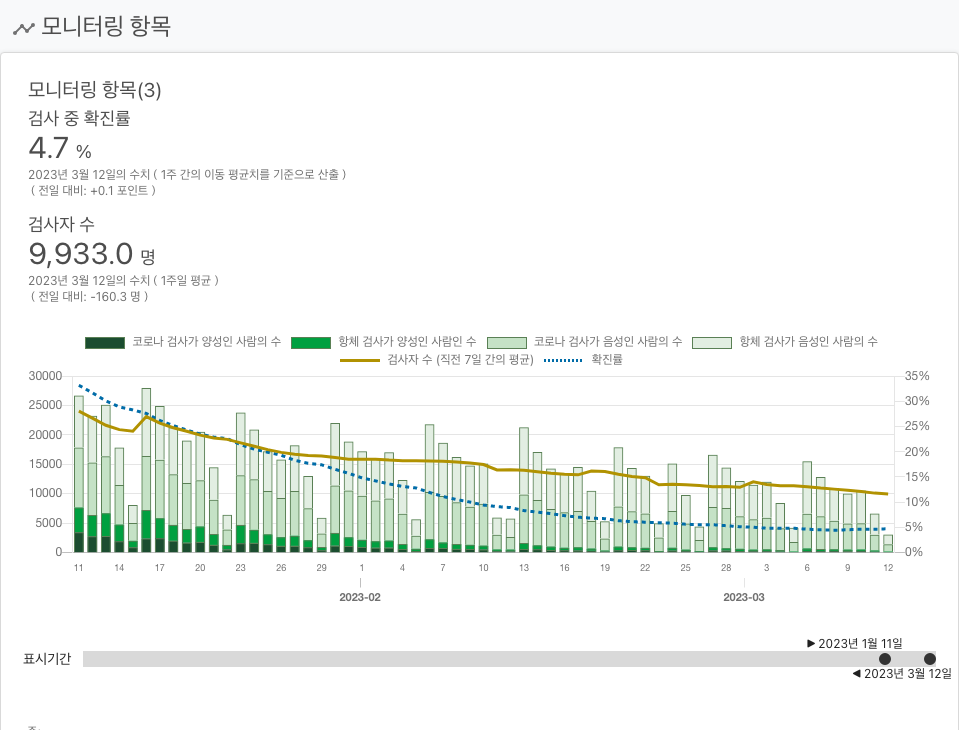 모니터링 항목
모니터링 항목(3)
검사 중 확진률
4.7 %
2023년 3월 12일의 수치 ( 1주 간의 이동 평균치를 기준으로 산출 )
( 전일 대비: +0.1 포인트 )
검사자 수
9,933.0 명
2023년 3월 12일의 수치 ( 1주일 평균 )
( 전일 대비: -160.3 명 )
코로나 검사가 양성인 사람의 수 항체 검사가 양성인 사람인 수 코로나 검사가 음성인 사람의 수 항체 검사가 음성인 사람의 수
검사자 수 (직전 7일 간의 평균) 확진률
30000 35%
25000 30%
20000 25%
15000 20%
10000 15%
5000 10%
0 5%
0%
11 14 17 20 23 26 29 1 4 7 10 13 16 19 22 25 28 3 6 9 12
2023-02 2023-03
▶ 2023년 1월 11일
표시기간
◀ 2023년 3월 12일